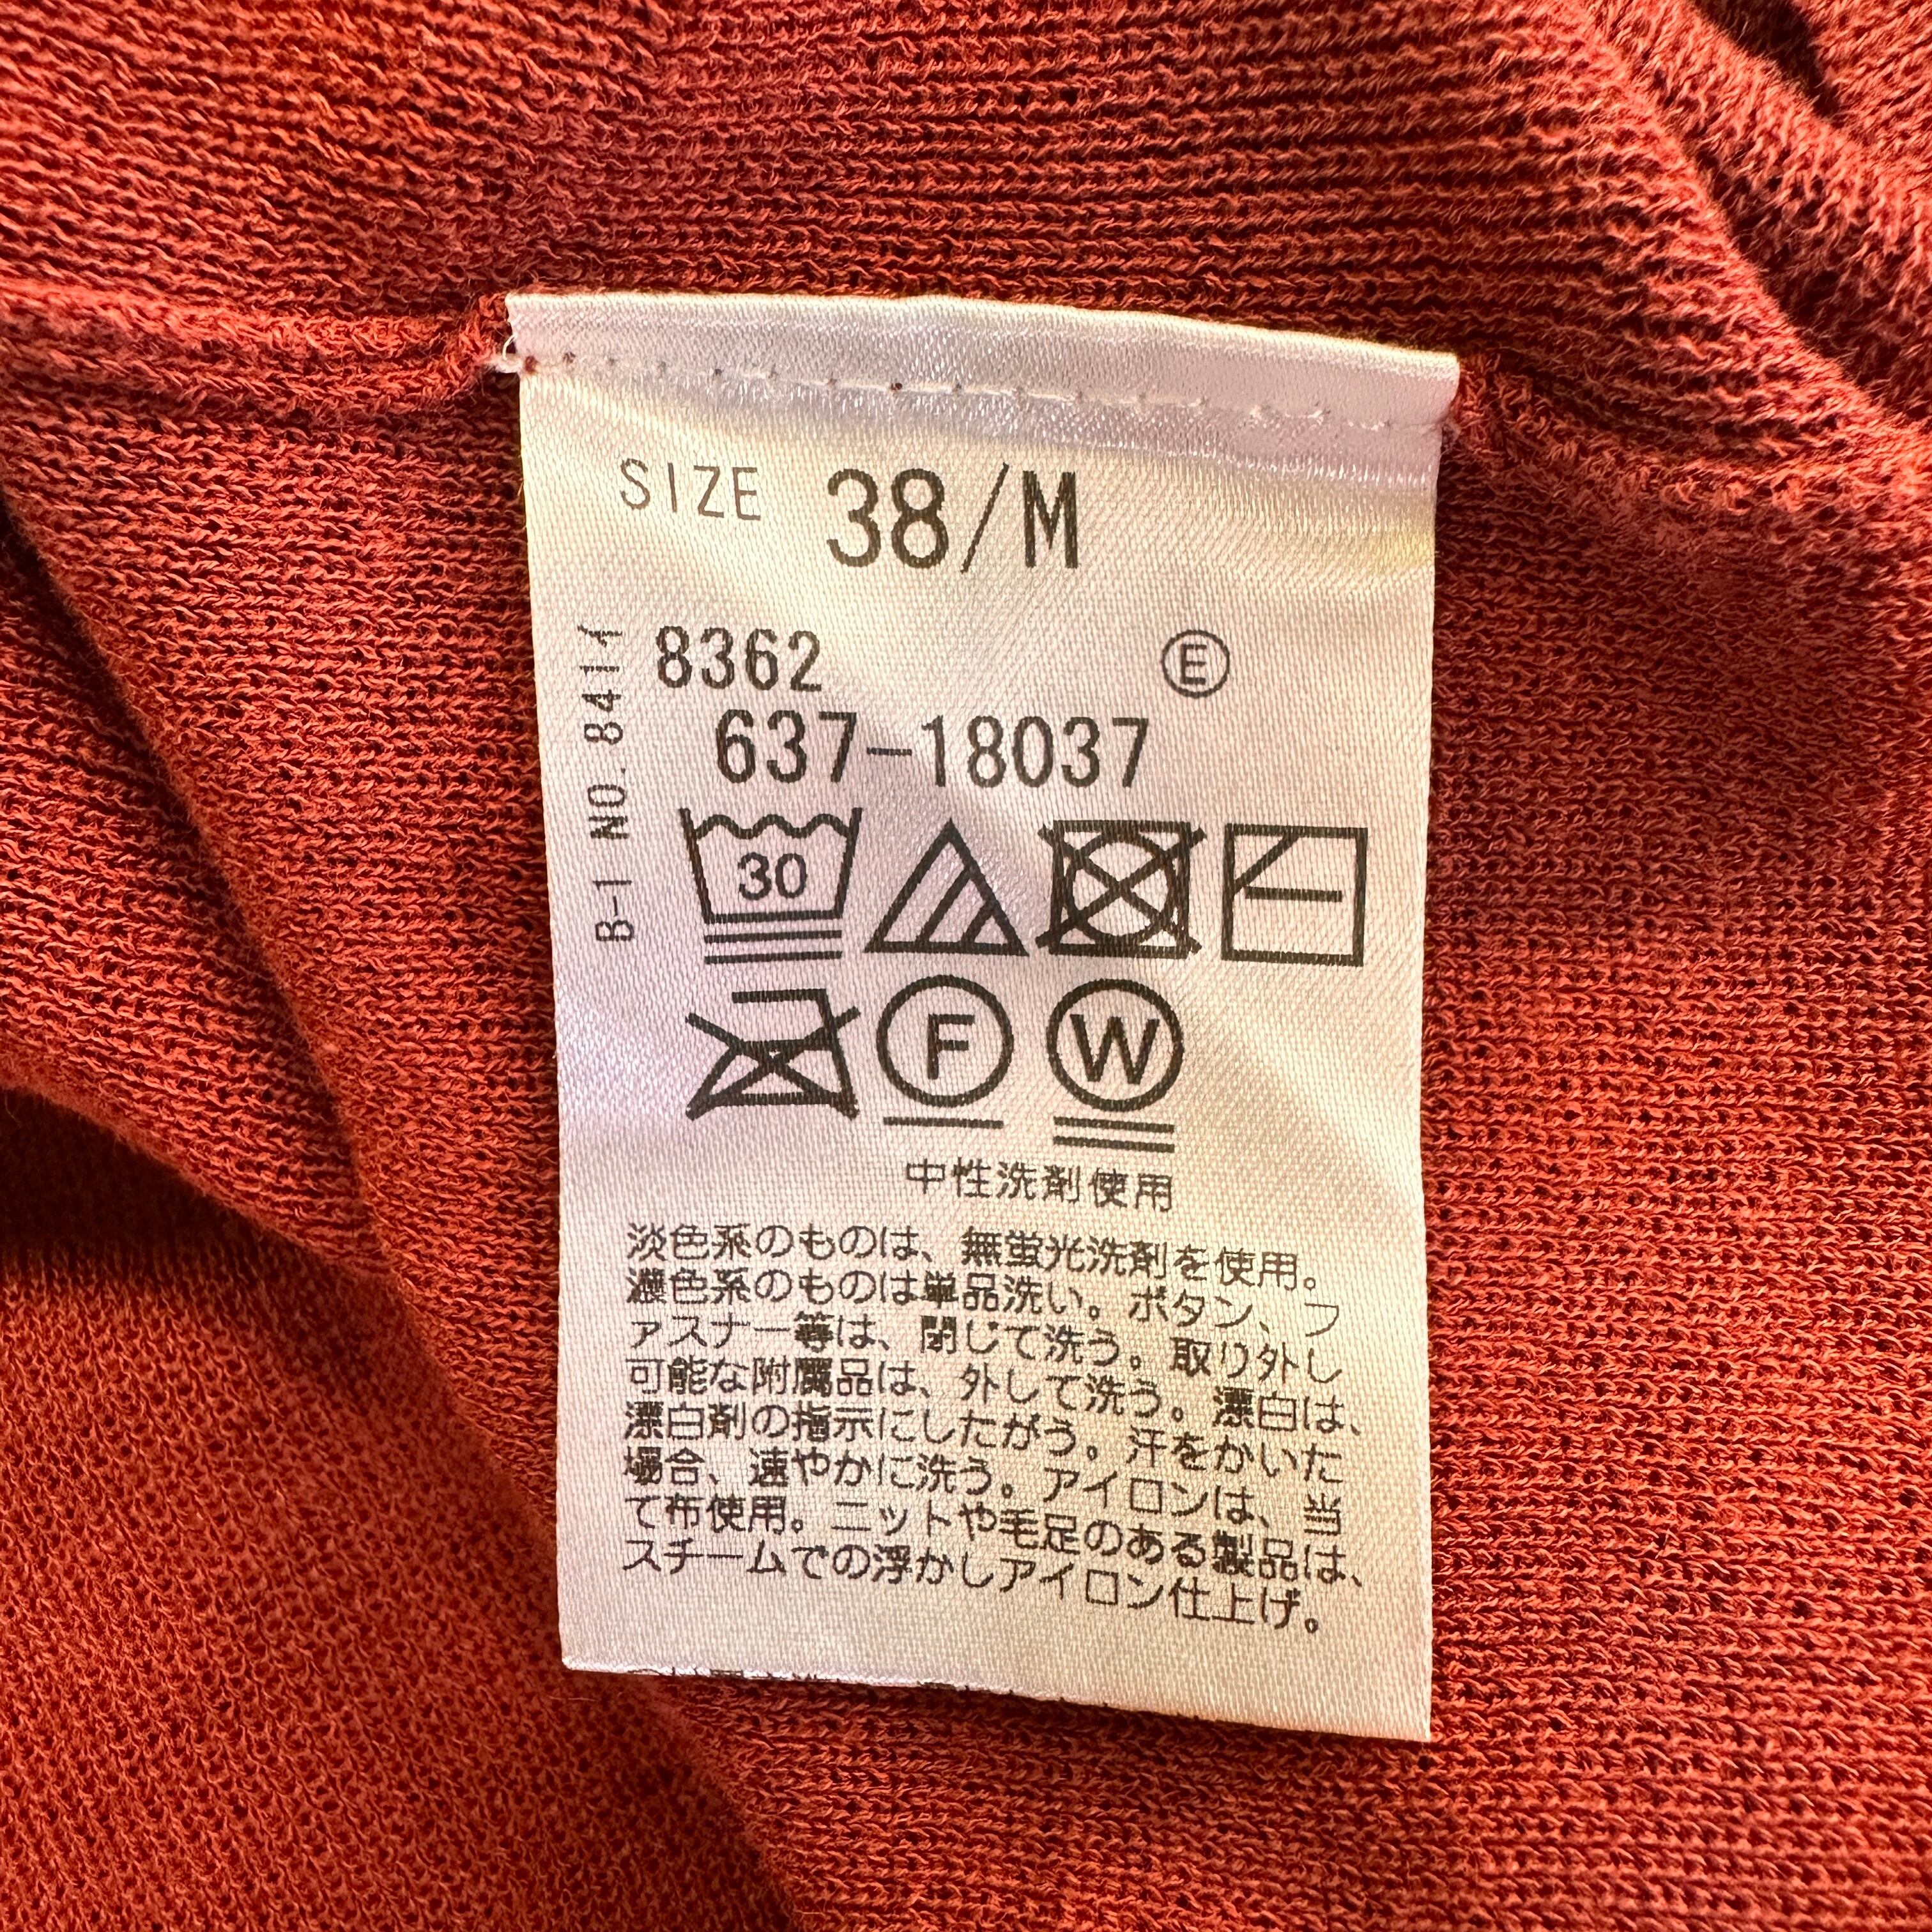 SIZE 38/M
8362 Ⓔ
637-18037
B-1 NO.8411イ
30
F W
中性洗剤使用
淡色系のものは、無蛍光洗剤を使用。
濃色系のものは単品洗い。ボタン、フ
ァスナー等は、閉じて洗う。取り外し
可能な附属品は、外して洗う。漂白は、
漂白剤の指示にしたがう。汗をかいた
場合、速やかに洗う。アイロンは、当
て布使用。ニットや毛足のある製品は、
スチームでの浮かしアイロン仕上げ。